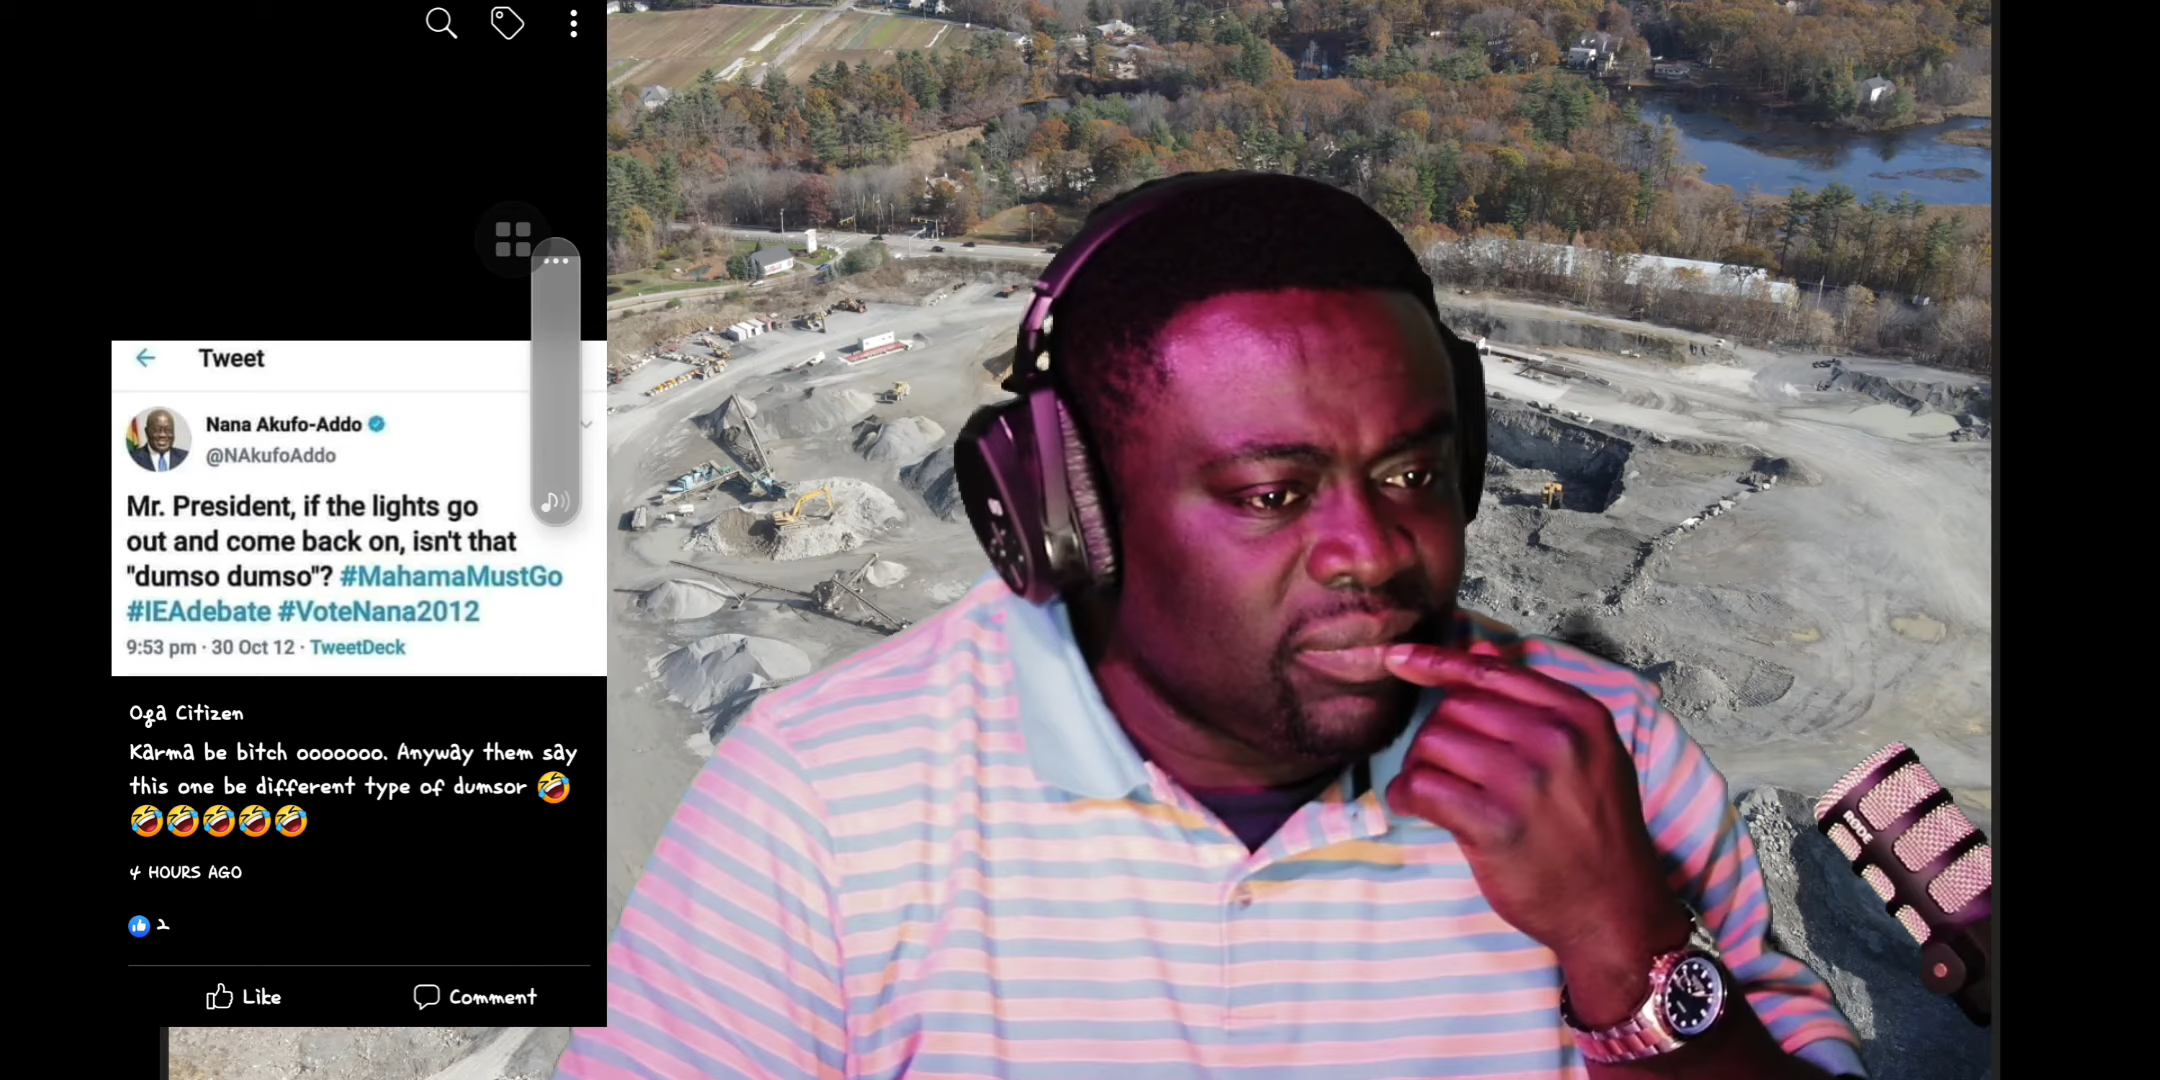 Tweet
Nana Akufo-Addo
@NAkufoAddo
Mr. President, if the lights go
out and come back on, isn't that
"dumso dumso"? #MahamaMustGo
#IEAdebate #VoteNana2012
9:53 pm · 30 Oct 12 · TweetDeck
Oga Citizen
Karma be bitch ooooooo. Anyway them say
this one be different type of dumsor 🤣
🤣🤣🤣🤣🤣
4 HOURS AGO
2
Like
Comment
RODE